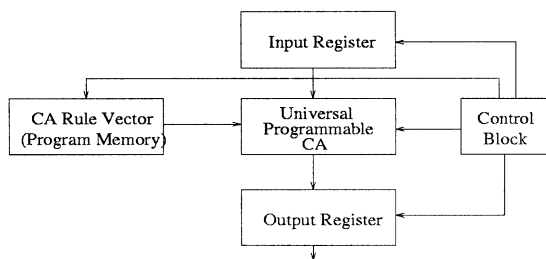 Input Register
CA Rule Vector
(Program Memory)
Universal
Programmable
CA
Control
Block
Output Register